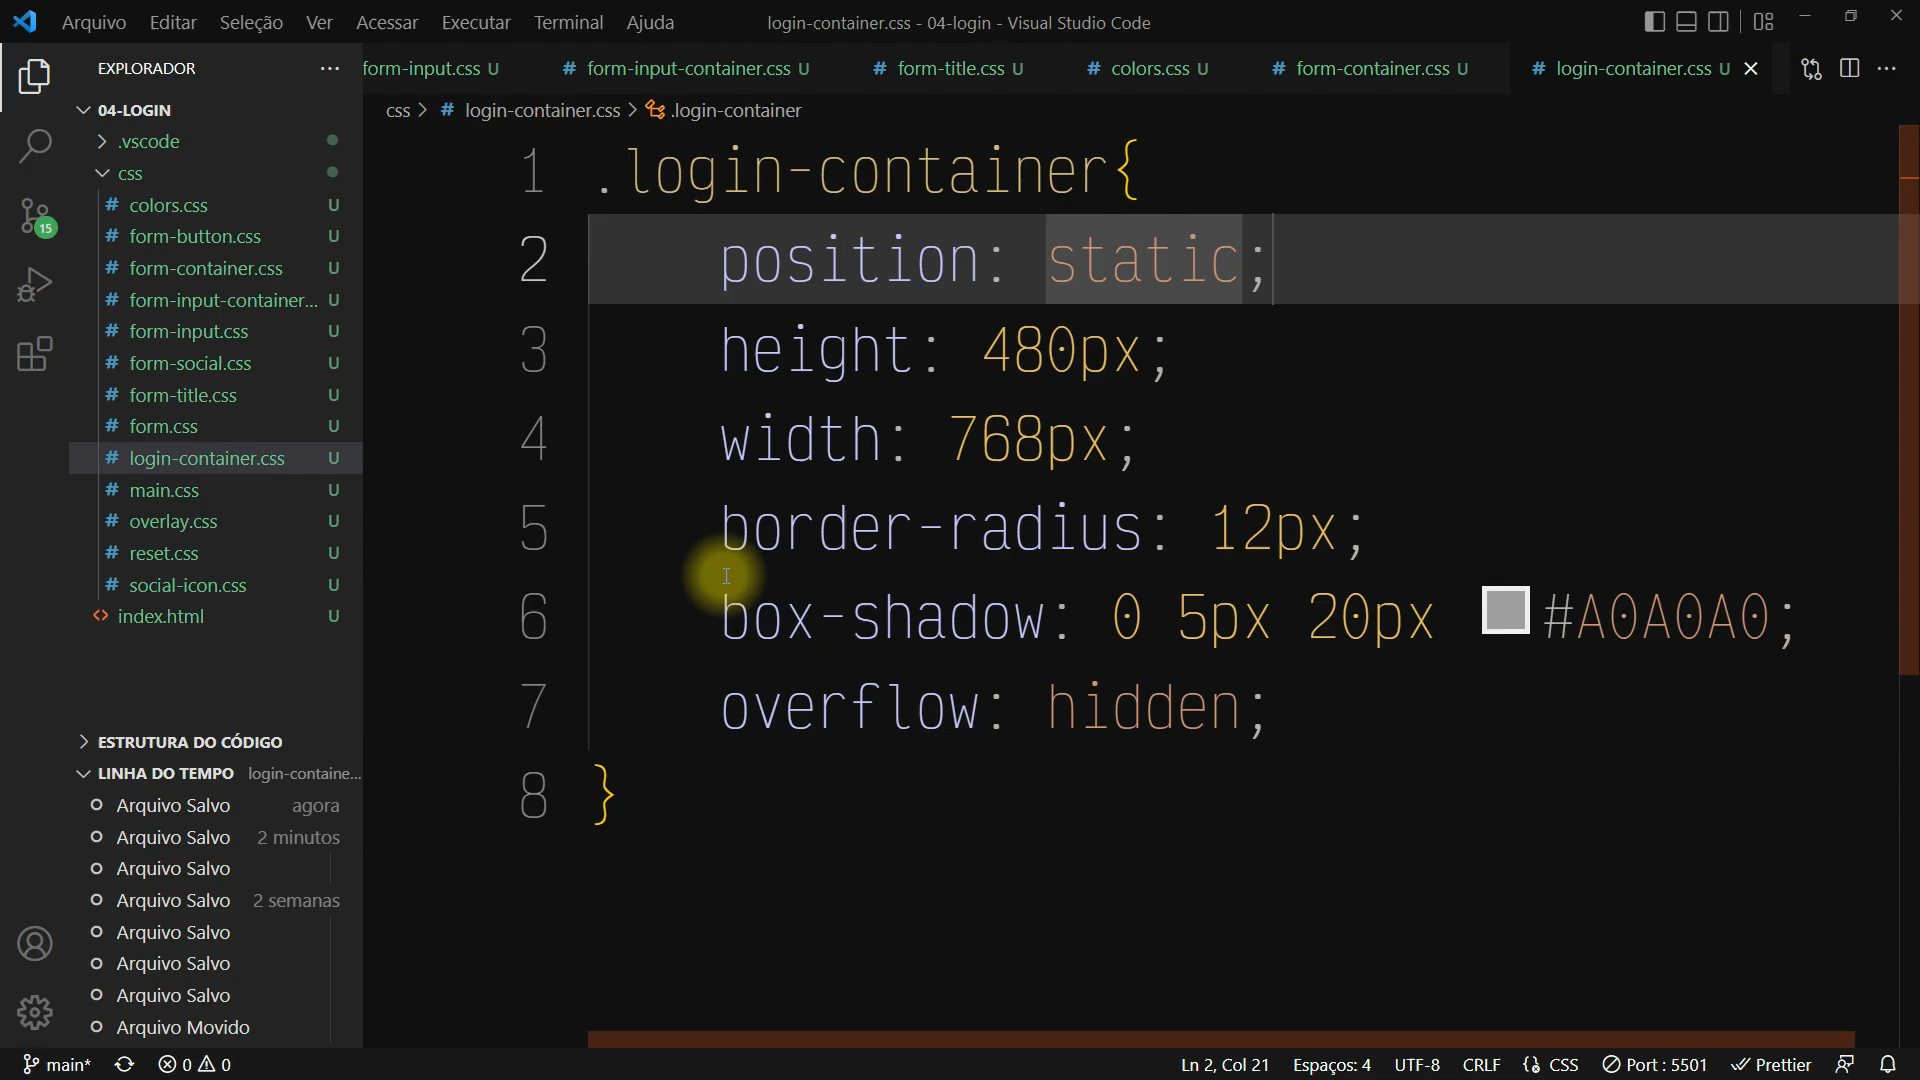 Arquivo Editar Seleção Ver Acessar Executar Terminal Ajuda login-container.css - 04-login - Visual Studio Code
EXPLORADOR ...
form-input.css U # form-input-container.css U # form-title.css U # colors.css U # form-container.css U # login-container.css U
css > # login-container.css > .login-container
04-LOGIN
.vscode
css
# colors.css U
# form-button.css U
# form-container.css U
# form-input-container... U
# form-input.css U
# form-social.css U
# form-title.css U
# form.css U
# login-container.css U
# main.css U
# overlay.css U
# reset.css U
# social-icon.css U
<> index.html U
15
ESTRUTURA DO CÓDIGO
LINHA DO TEMPO login-containe...
Arquivo Salvo agora
Arquivo Salvo 2 minutos
Arquivo Salvo
Arquivo Salvo 2 semanas
Arquivo Salvo
Arquivo Salvo
Arquivo Salvo
Arquivo Movido
1 .login-container{
2 position: static;
3 height: 480px;
4 width: 768px;
5 border-radius: 12px;
6 box-shadow: 0 5px 20px #A0A0A0;
7 overflow: hidden;
8 }
main* 0 0 Ln 2, Col 21 Espaços: 4 UTF-8 CRLF {} CSS Port : 5501 Prettier